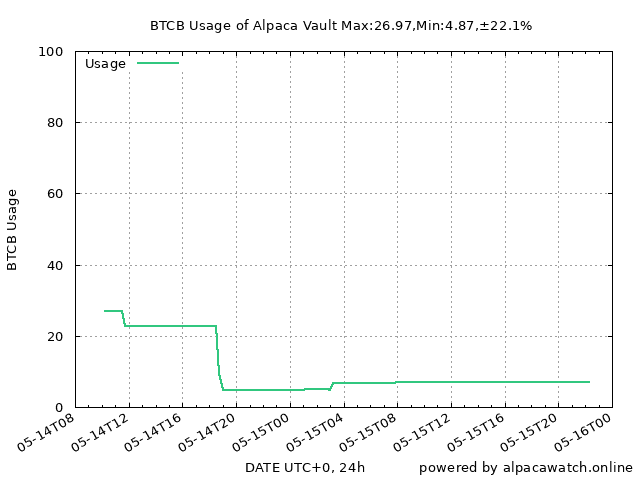 BTCB Usage of Alpaca Vault Max:26.97,Min:4.87,±22.1%
Usage
BTCB Usage
100
80
60
40
20
0
05-14T08
05-14T12
05-14T16
05-14T20
05-15T00
05-15T04
05-15T08
05-15T12
05-15T16
05-15T20
05-16T00
DATE UTC+0, 24h
powered by alpacawatch.online